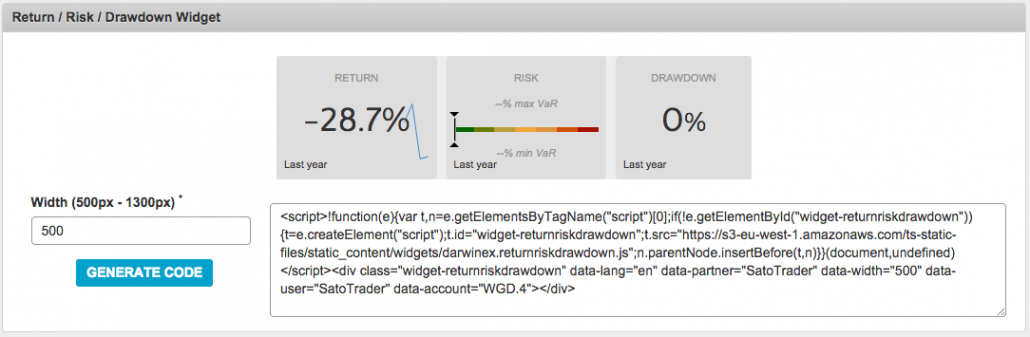 Return / Risk / Drawdown Widget
RETURN
-28.7%
Last year
RISK
--% max VaR
--% min VaR
Last year
DRAWDOWN
0%
Last year
Width (500px - 1300px) *
500
GENERATE CODE
<script>!function(e){var t,n=e.getElementsByTagName("script")[0];if(!e.getElementById("widget-returnriskdrawdown"))
{t=e.createElement("script");t.id="widget-returnriskdrawdown";t.src="https://s3-eu-west-1.amazonaws.com/ts-static-
files/static_content/widgets/darwinex.returnriskdrawdown.js";n.parentNode.insertBefore(t,n)}}(document,undefined)
</script><div class="widget-returnriskdrawdown" data-lang="en" data-partner="SatoTrader" data-width="500" data-
user="SatoTrader" data-account="WGD.4"></div>